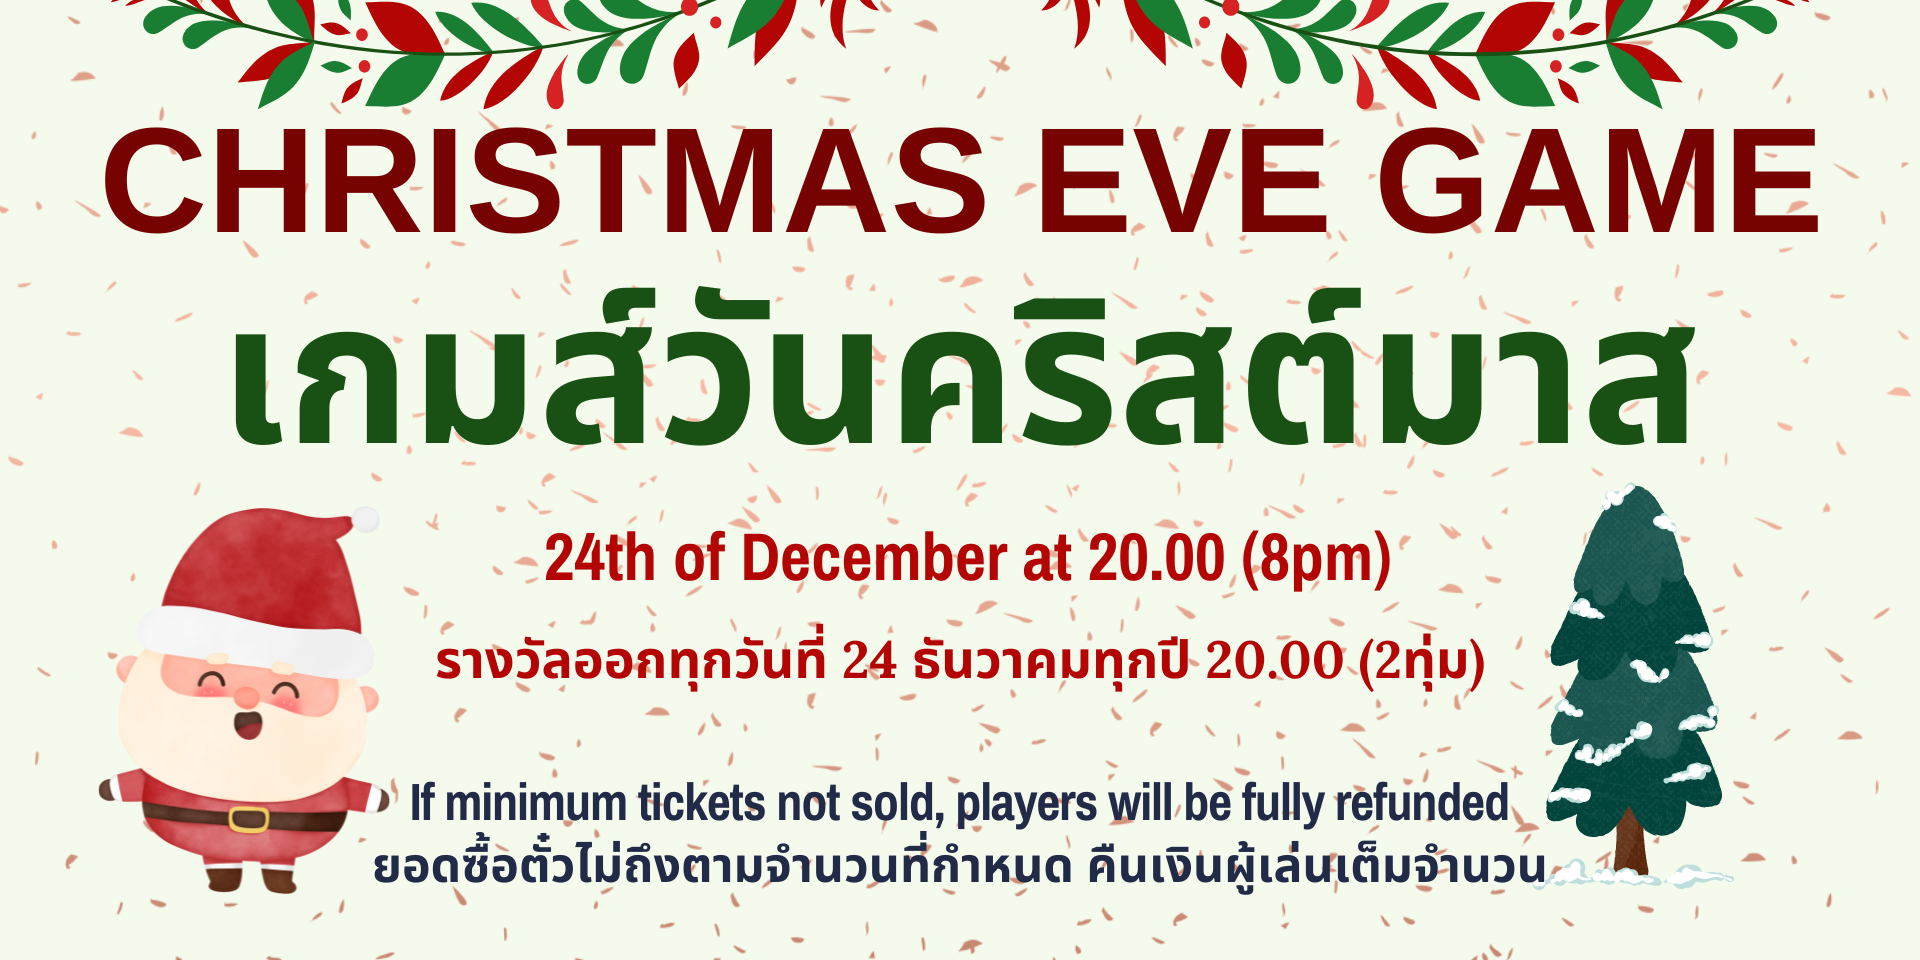 CHRISTMAS EVE GAME
เกมส์วันคริสต์มาส
24th of December at 20.00 (8pm)
รางวัลออกทุกวันที่ 24 ธันวาคมทุกปี 20.00 (2ทุ่ม)
If minimum tickets not sold, players will be fully refunded
ยอดซื้อตั๋วไม่ถึงตามจำนวนที่กำหนด คืนเงินผู้เล่นเต็มจำนวน